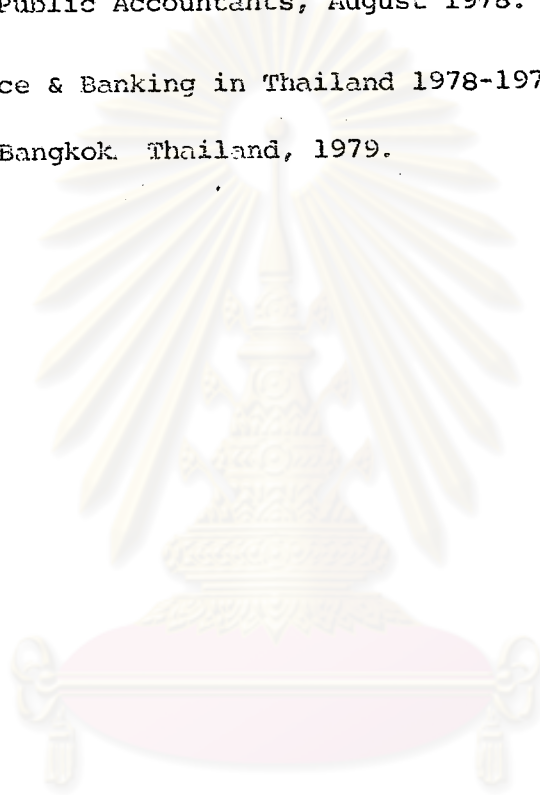 Public Accountants, August 1978.
ce & Banking in Thailand 1978-197
Bangkok. Thailand, 1979.